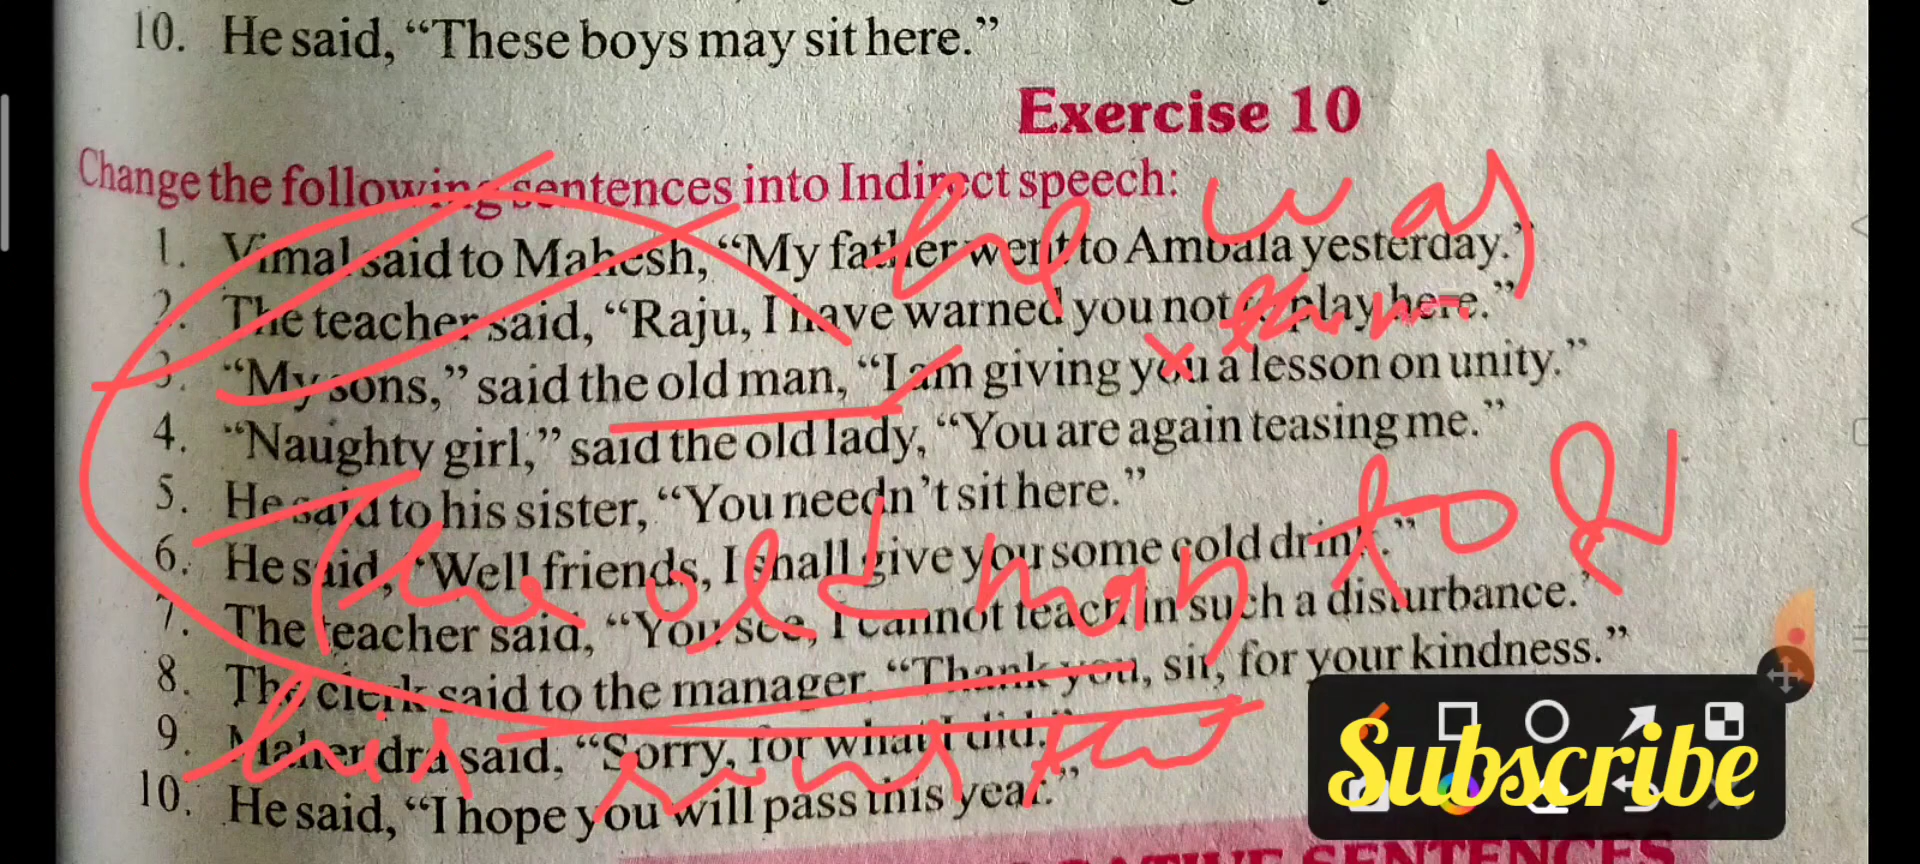 10. He said, “These boys may sit here.”
Exercise 10
Change the following sentences into Indirect speech:
1. Vimal said to Mahesh, “My father went to Ambala yesterday.”
2. The teacher said, “Raju, I have warned you not to play here.”
3. “My sons,” said the old man, “I am giving you a lesson on unity.”
4. “Naughty girl,” said the old lady, “You are again teasing me.”
5. He said to his sister, “You needn’t sit here.”
6. He said, “Well friends, I shall give you some cold drink.”
7. The teacher said, “You see, I cannot teach in such a disturbance.”
8. The clerk said to the manager, “Thank you, sir, for your kindness.”
9. Mahendra said, “Sorry, for what I did.”
10. He said, “I hope you will pass this year.”
he was
them
The old man told
his sons that
Subscribe
SENTENCES